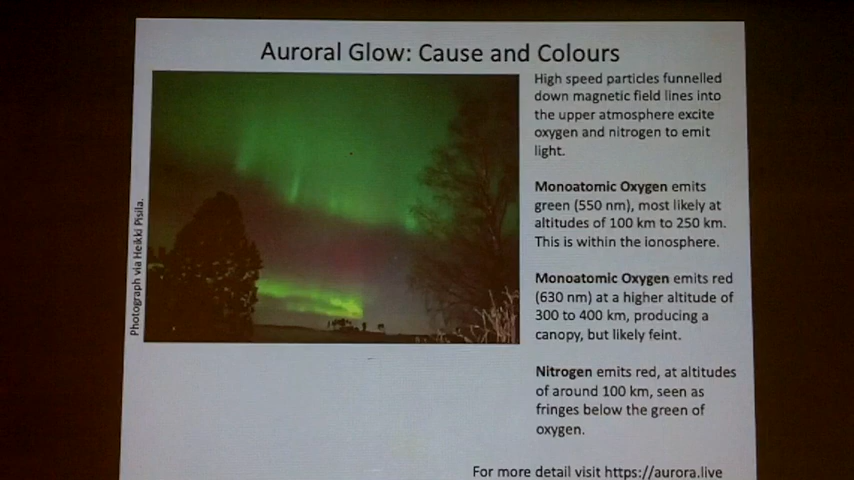 Auroral Glow: Cause and Colours
High speed particles funnelled
down magnetic field lines into
the upper atmosphere excite
oxygen and nitrogen to emit
light.
Monoatomic Oxygen emits
green (550 nm), most likely at
altitudes of 100 km to 250 km.
This is within the ionosphere.
Monoatomic Oxygen emits red
(630 nm) at a higher altitude of
300 to 400 km, producing a
canopy, but likely feint.
Nitrogen emits red, at altitudes
of around 100 km, seen as
fringes below the green of
oxygen.
For more detail visit https://aurora.live
Photograph via Heikki Pisila.